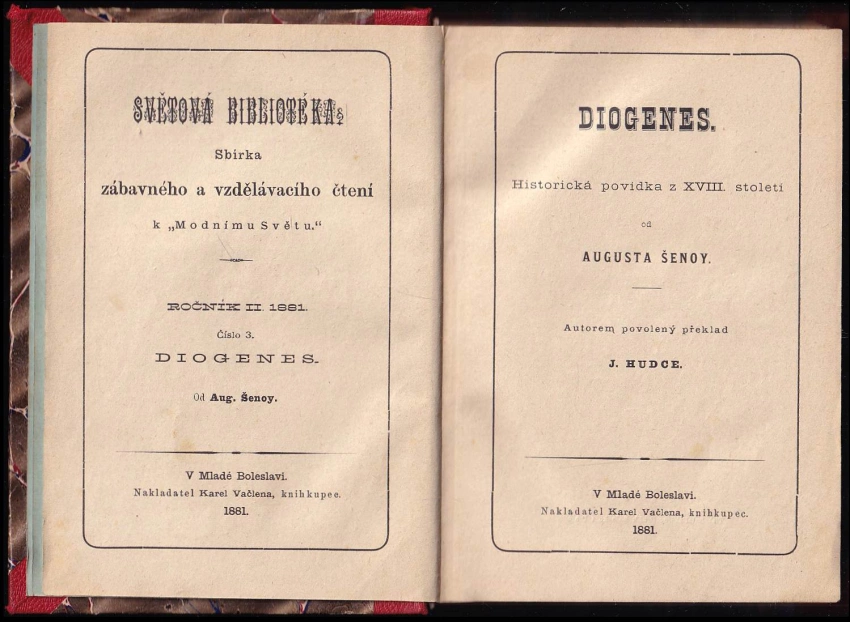 SVĚTOVÁ BIBLIOTÉKA.
Sbírka
zábavného a vzdělávacího čtení
k „Modnímu Světu.“
ROČNÍK II. 1881.
Číslo 3.
DIOGENES.
Od Aug. Šenoy.
V Mladé Boleslavi.
Nakladatel Karel Vačlena, knihkupec.
1881.
DIOGENES.
Historická povídka z XVIII. století
od
AUGUSTA ŠENOY.
Autorem povolený překlad
J. HUDCE.
V Mladé Boleslavi.
Nakladatel Karel Vačlena, knihkupec.
1881.